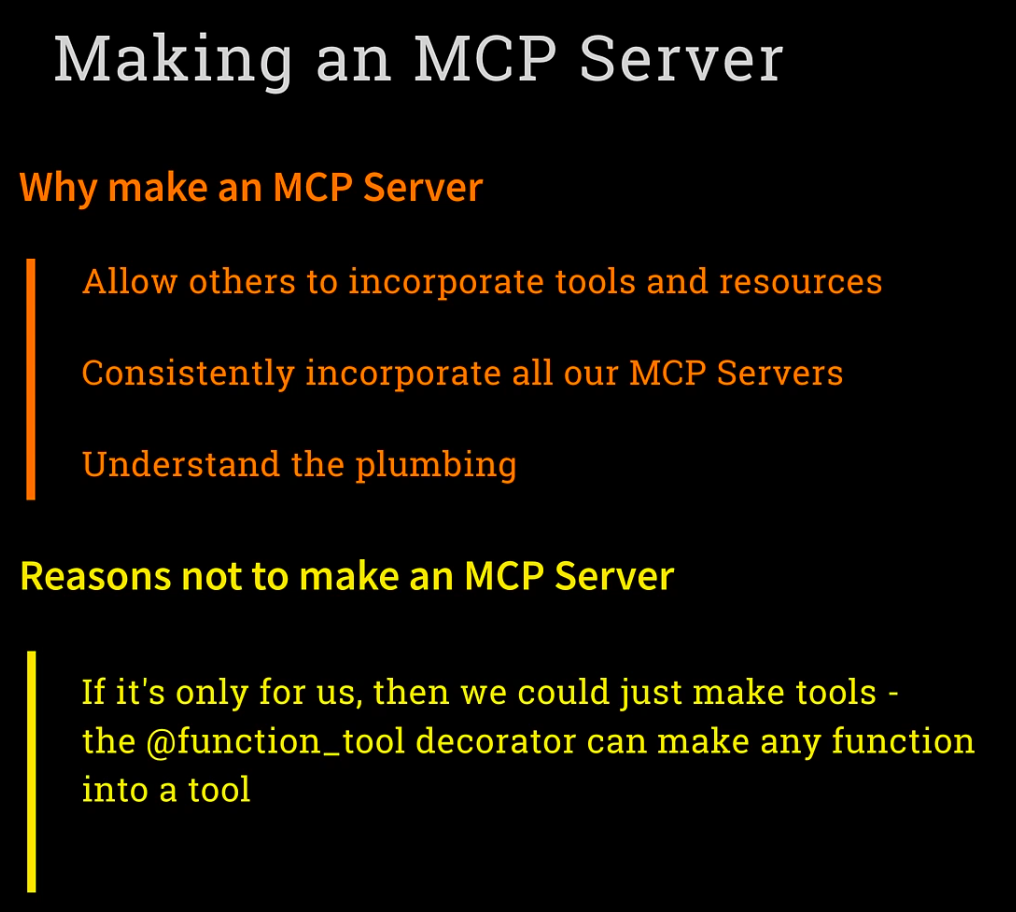 Making an MCP Server
Why make an MCP Server
Allow others to incorporate tools and resources
Consistently incorporate all our MCP Servers
Understand the plumbing
Reasons not to make an MCP Server
If it's only for us, then we could just make tools -
the @function_tool decorator can make any function
into a tool